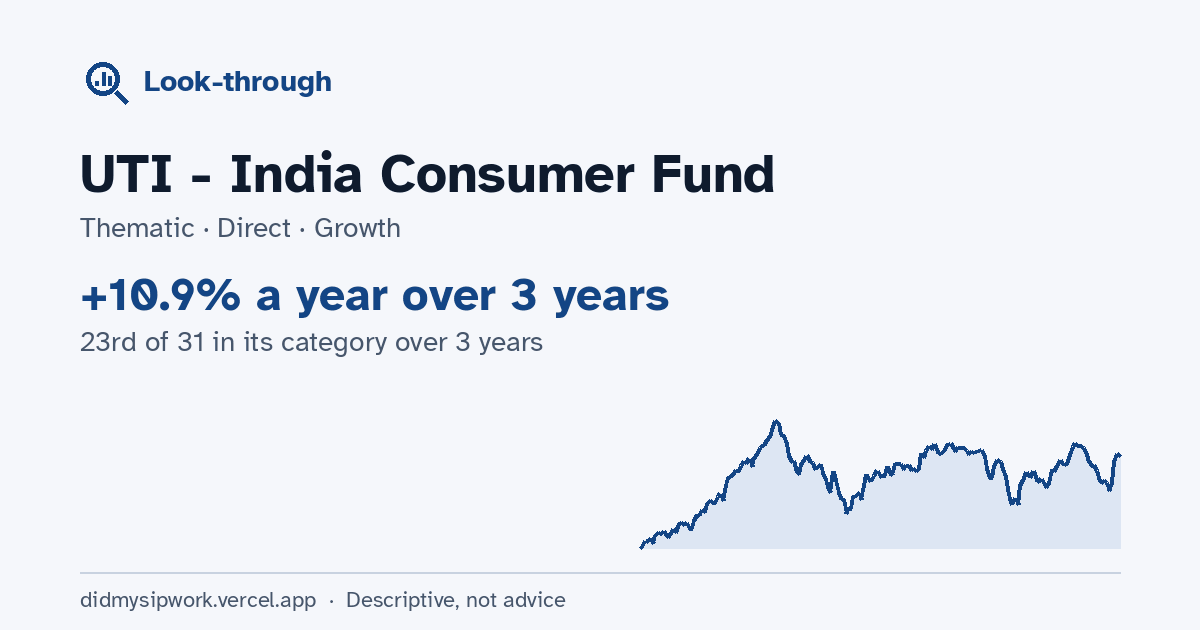 Look-through
UTI - India Consumer Fund
Thematic · Direct · Growth
+10.9% a year over 3 years
23rd of 31 in its category over 3 years
didmysipwork.vercel.app · Descriptive, not advice